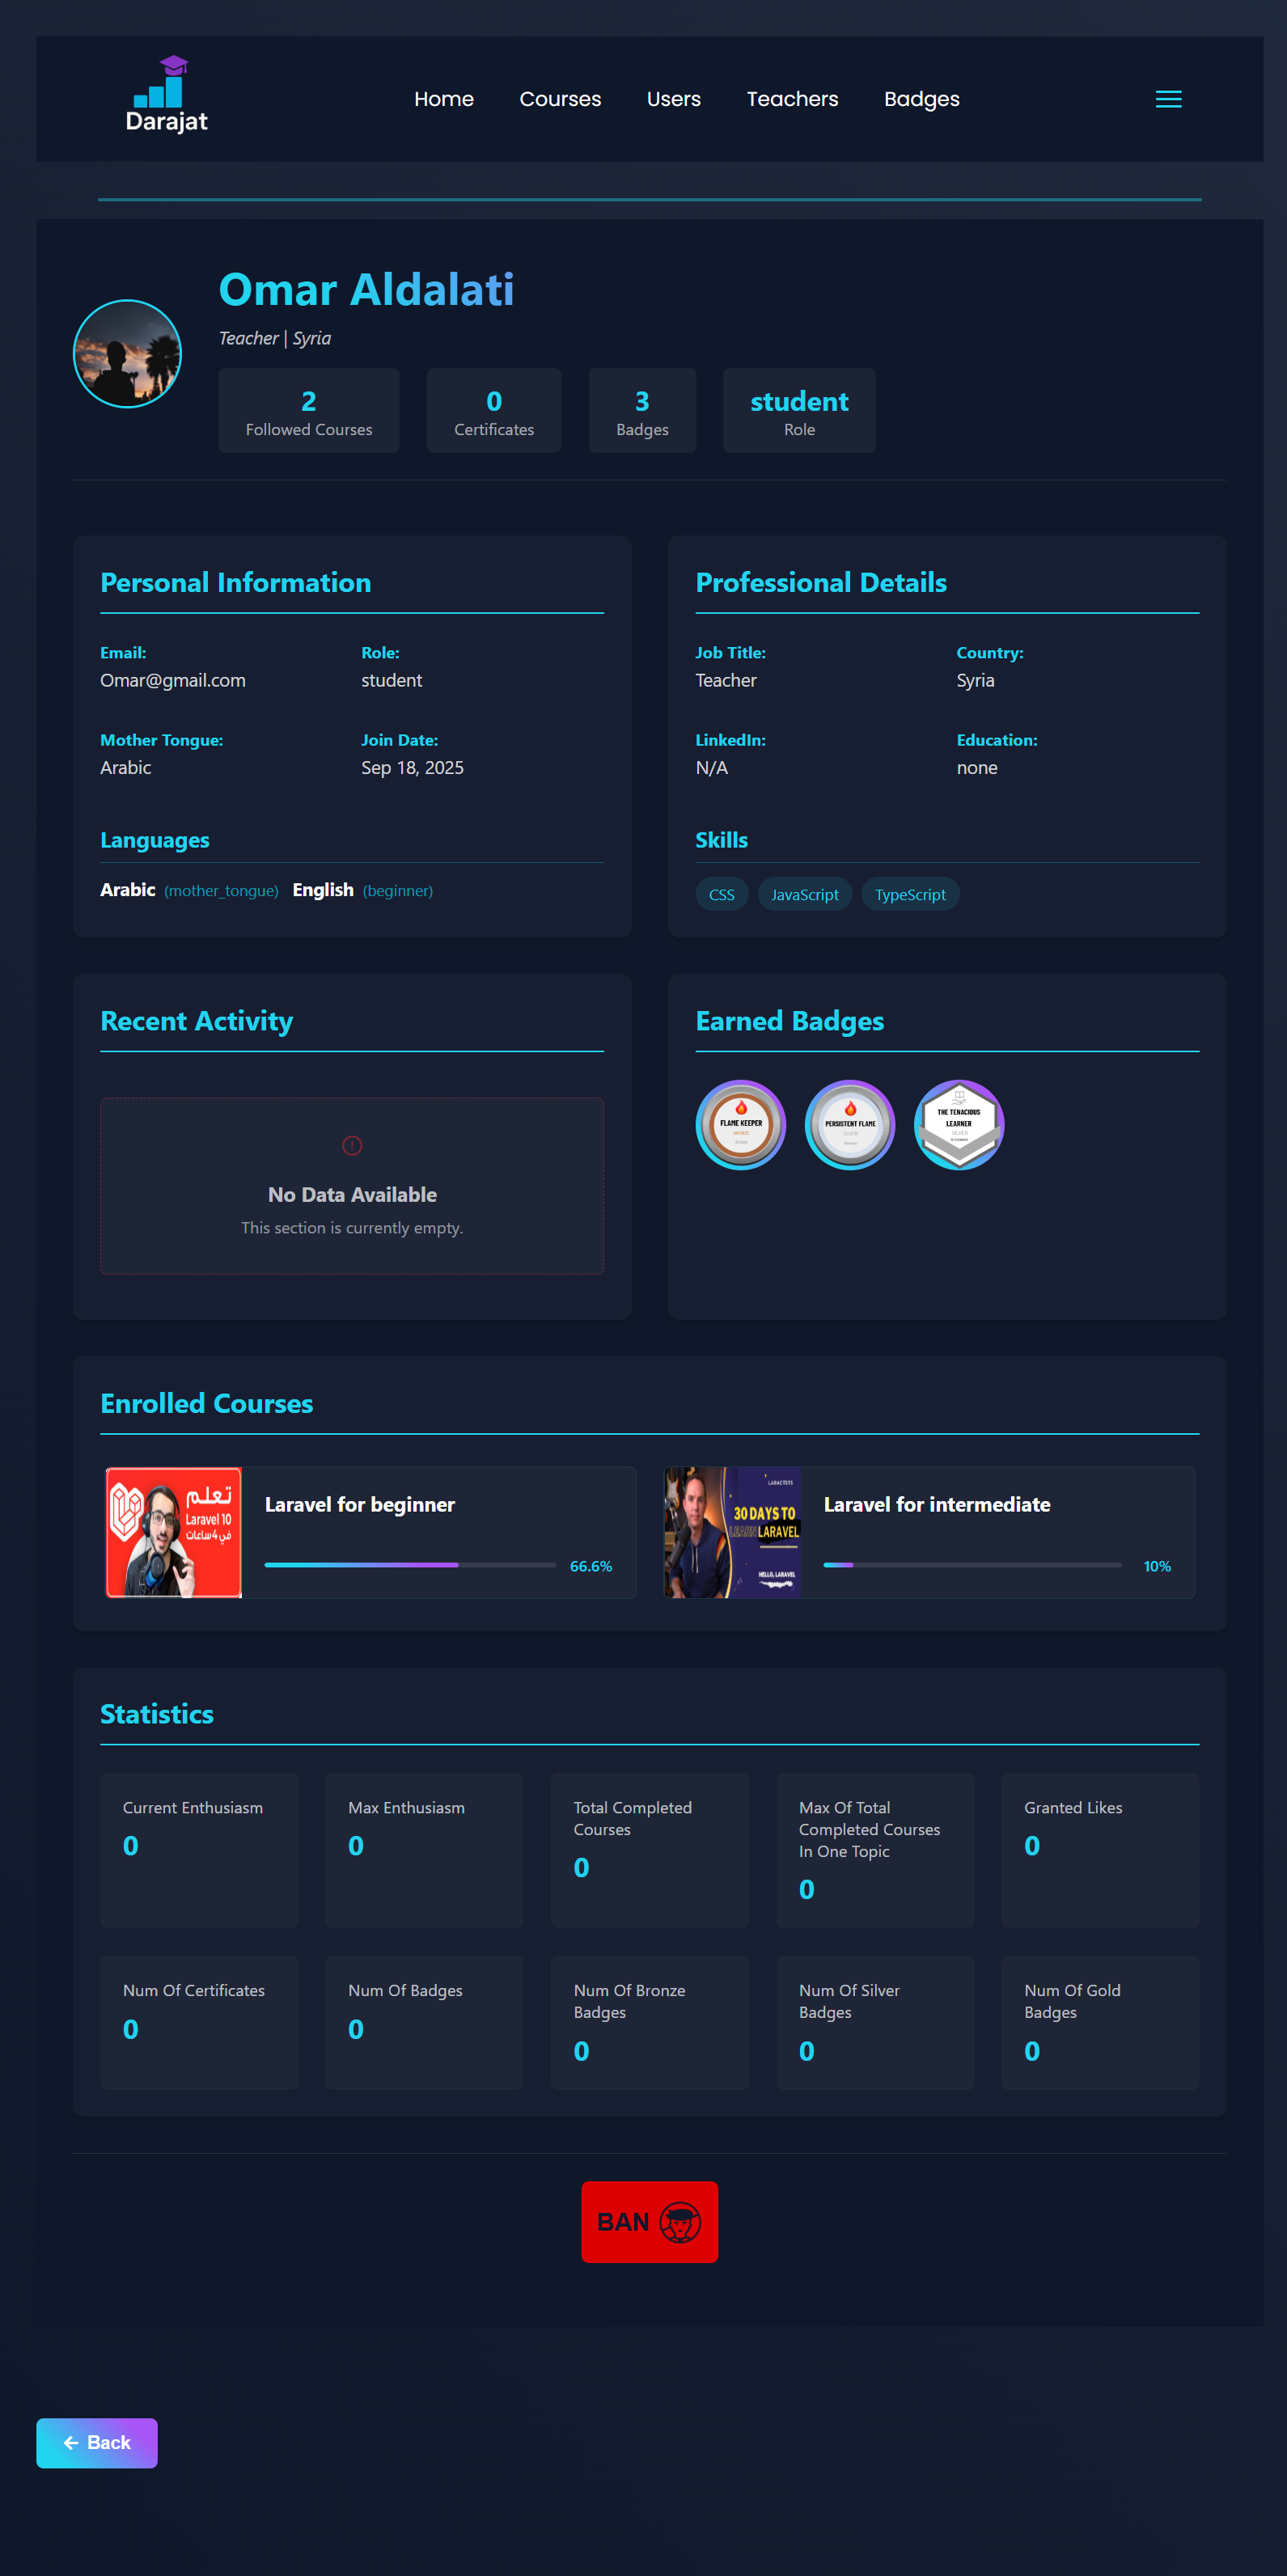 Darajat
Home Courses Users Teachers Badges
Omar Aldalati
Teacher | Syria
2 0 3 student
Followed Courses Certificates Badges Role
Personal Information
Email: Role:
Omar@gmail.com student
Mother Tongue: Join Date:
Arabic Sep 18, 2025
Languages
Arabic (mother_tongue) English (beginner)
Professional Details
Job Title: Country:
Teacher Syria
LinkedIn: Education:
N/A none
Skills
CSS JavaScript TypeScript
Recent Activity
No Data Available
This section is currently empty.
Earned Badges
FLAME KEEPER
PERSISTENT FLAME
THE TENACIOUS
LEARNER
SILVER
Enrolled Courses
تعلم
Laravel 10
في 4 ساعات
Laravel for beginner
66.6%
LARACASTS
30 DAYS TO
LEARN LARAVEL
HELLO, LARAVEL
Laravel for intermediate
10%
Statistics
Current Enthusiasm
0
Max Enthusiasm
0
Total Completed
Courses
0
Max Of Total
Completed Courses
In One Topic
0
Granted Likes
0
Num Of Certificates
0
Num Of Badges
0
Num Of Bronze
Badges
0
Num Of Silver
Badges
0
Num Of Gold
Badges
0
BAN
Back